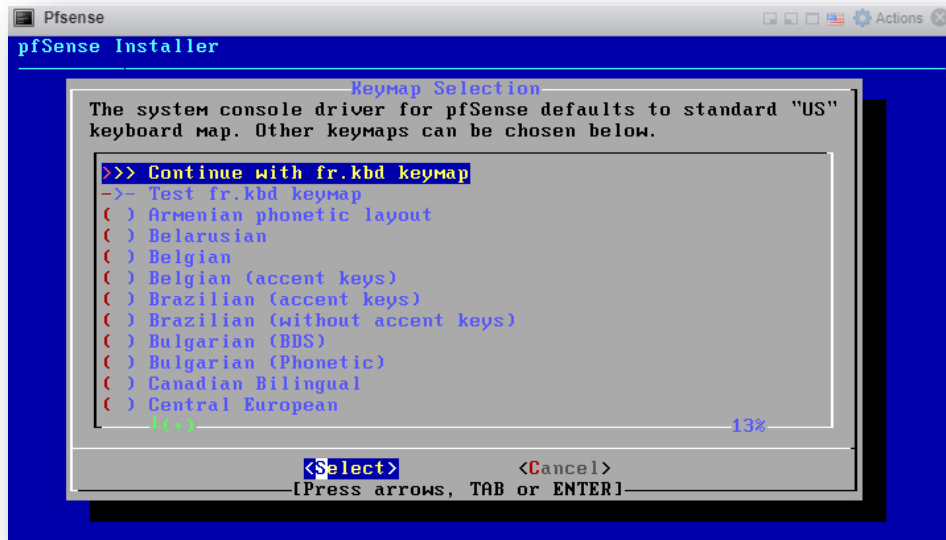 Pfsense
Actions
pfSense Installer
Keymap Selection
The system console driver for pfSense defaults to standard "US"
keyboard map. Other keymaps can be chosen below.
>>> Continue with fr.kbd keymap
->- Test fr.kbd keymap
( ) Armenian phonetic layout
( ) Belarusian
( ) Belgian
( ) Belgian (accent keys)
( ) Brazilian (accent keys)
( ) Brazilian (without accent keys)
( ) Bulgarian (BDS)
( ) Bulgarian (Phonetic)
( ) Canadian Bilingual
( ) Central European
↓(+) 13%
<Select> <Cancel>
[Press arrows, TAB or ENTER]